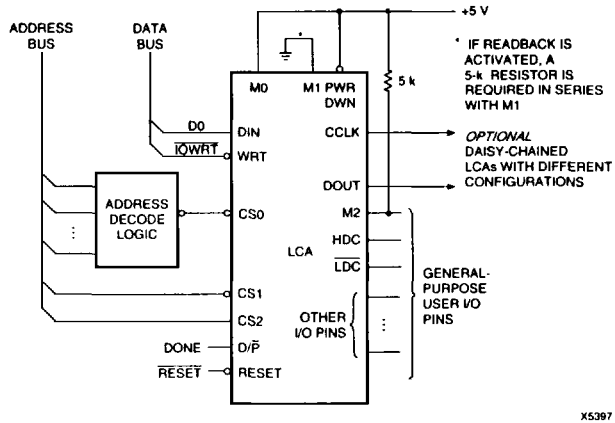 ADDRESS
BUS
DATA
BUS
+5 V
* IF READBACK IS
ACTIVATED, A
5-k RESISTOR IS
REQUIRED IN SERIES
WITH M1
*
5 k
M0
M1
PWR
DWN
D0
DIN
CCLK
IOWRT
WRT
OPTIONAL
DAISY-CHAINED
LCAs WITH DIFFERENT
CONFIGURATIONS
DOUT
ADDRESS
DECODE
LOGIC
CS0
M2
LCA
HDC
LDC
GENERAL-
PURPOSE
USER I/O
PINS
CS1
CS2
OTHER
I/O PINS
DONE
D/P̅
RESET
RESET
X5397